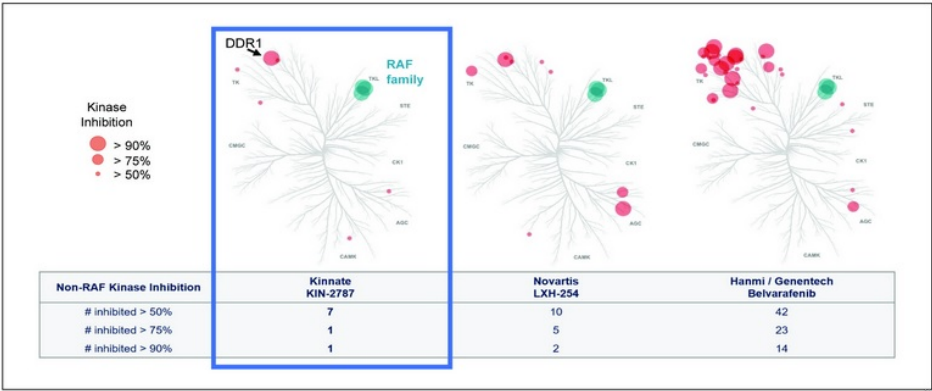 DDR1
RAF
family
TK
TKL
STE
CMGC
CK1
AGC
CAMK
Kinase
Inhibition
> 90%
> 75%
> 50%
TK
TKL
STE
CMGC
CK1
AGC
CAMK
TK
TKL
STE
CMGC
CK1
AGC
CAMK
Non-RAF Kinase Inhibition
Kinnate
KIN-2787
Novartis
LXH-254
Hanmi / Genentech
Belvarafenib
# inhibited > 50% 7 10 42
# inhibited > 75% 1 5 23
# inhibited > 90% 1 2 14